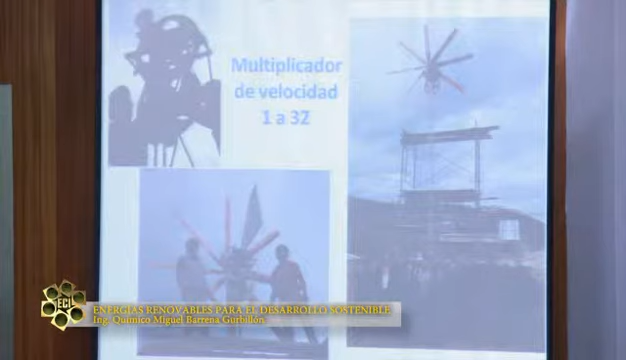 Multiplicador
de velocidad
1 a 32
ECI
ENERGÍAS RENOVABLES PARA EL DESARROLLO SOSTENIBLE
Ing. Químico Miguel Barrena Gurbillón